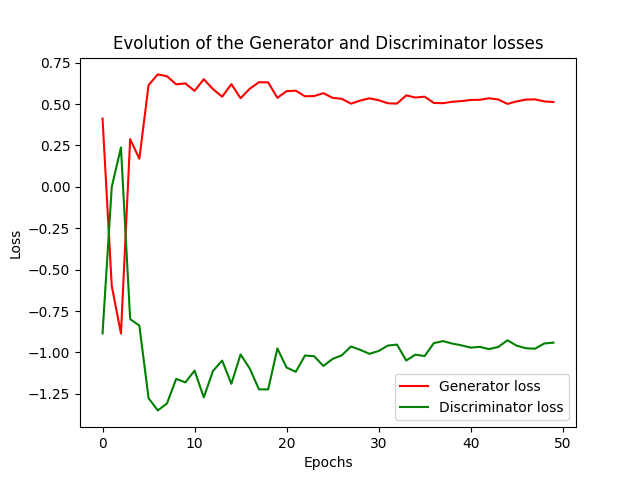 Evolution of the Generator and Discriminator losses
0.75
0.50
0.25
0.00
−0.25
−0.50
−0.75
−1.00
−1.25
Loss
0 10 20 30 40 50
Epochs
Generator loss
Discriminator loss